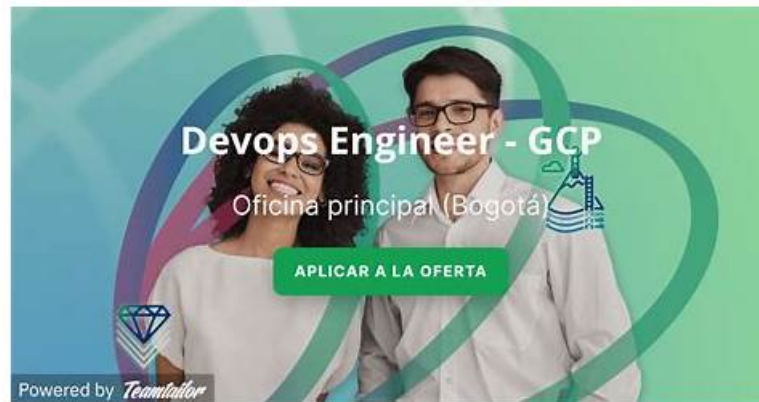 Devops Engineer - GCP
Oficina principal (Bogotá)
APLICAR A LA OFERTA
Powered by Teamtailor